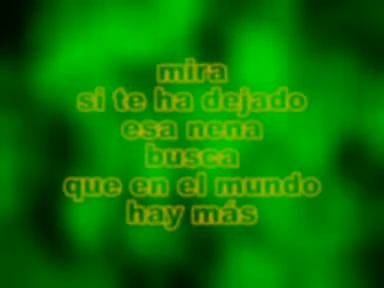 mira
si te ha dejado
esa nena
busca
que en el mundo
hay más